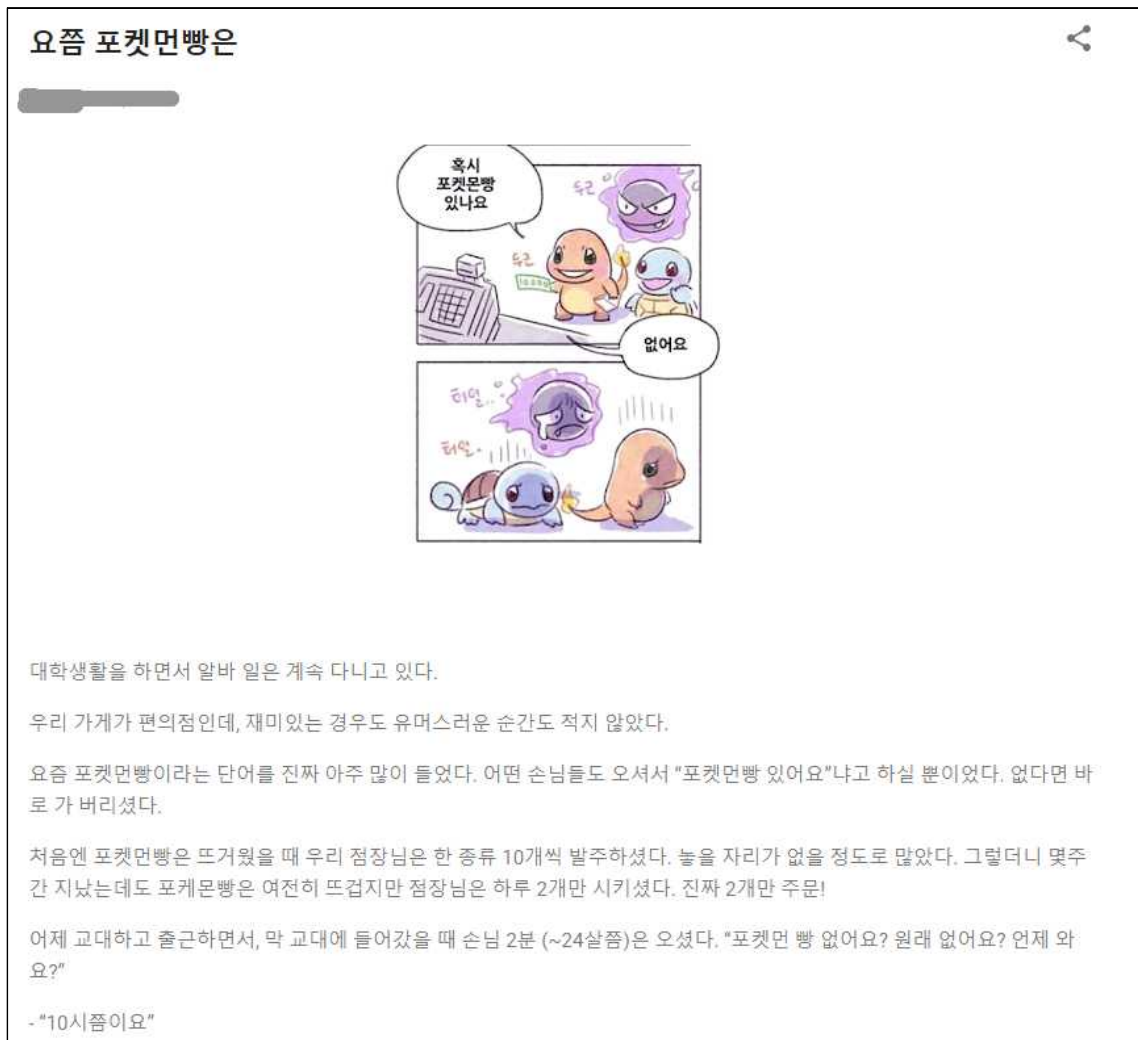 요쯤 포켓먼빵은
혹시
포켓몬빵
있나요
두근
두근
10,000
없어요
터덜..
터덜..
대학생활을 하면서 알바 일은 계속 다니고 있다.
우리 가게가 편의점인데, 재미있는 경우도 유머스러운 순간도 적지 않았다.
요즘 포켓먼빵이라는 단어를 진짜 아주 많이 들었다. 어떤 손님들도 오셔서 "포켓먼빵 있어요"냐고 하실 뿐이었다. 없다면 바
로 가 버리셨다.
처음엔 포켓먼빵은 뜨거웠을 때 우리 점장님은 한 종류 10개씩 발주하셨다. 놓을 자리가 없을 정도로 많았다. 그렇더니 몇주
간 지났는데도 포케몬빵은 여전히 뜨겁지만 점장님은 하루 2개만 시키셨다. 진짜 2개만 주문!
어제 교대하고 출근하면서, 막 교대에 들어갔을 때 손님 2분 (~24살쯤)은 오셨다. "포켓먼 빵 없어요? 원래 없어요? 언제 와
요?"
- "10시쯤이요"